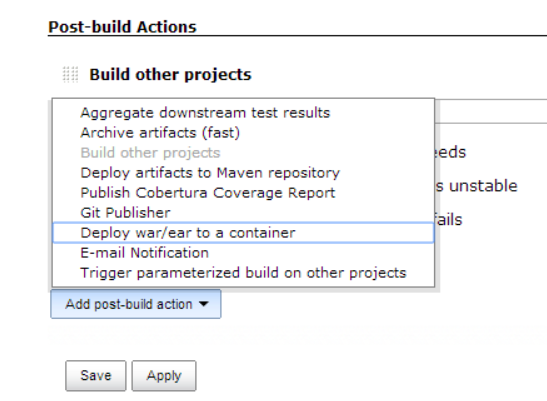 Post-build Actions
Build other projects
Aggregate downstream test results
Archive artifacts (fast)
Build other projects
eeds
Deploy artifacts to Maven repository
Publish Cobertura Coverage Report
s unstable
Git Publisher
fails
Deploy war/ear to a container
E-mail Notification
Trigger parameterized build on other projects
Add post-build action
Save
Apply